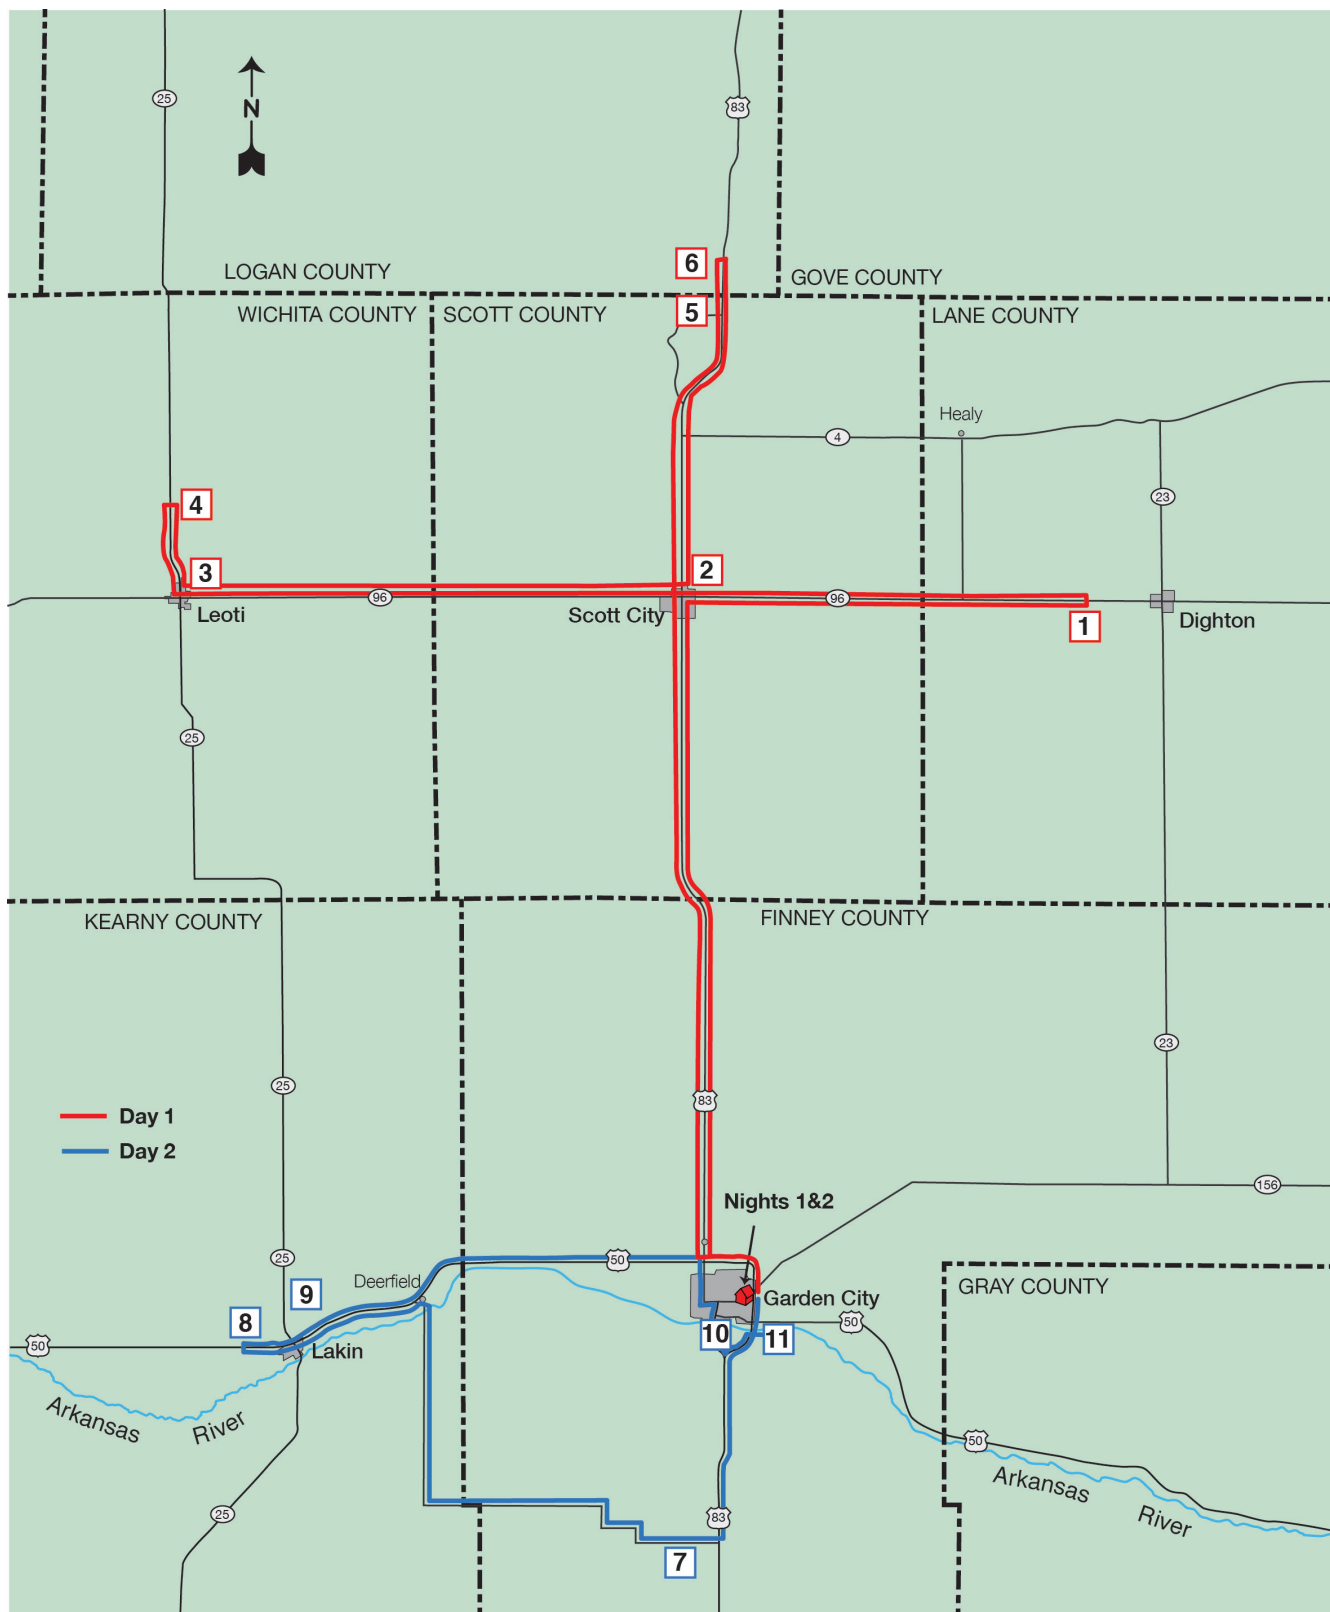 25
N
83
6
LOGAN COUNTY
GOVE COUNTY
WICHITA COUNTY
SCOTT COUNTY
5
LANE COUNTY
Healy
4
23
4
3
2
96
96
Leoti
Scott City
1
Dighton
25
KEARNY COUNTY
FINNEY COUNTY
23
25
83
Day 1
Day 2
156
Nights 1&2
25
50
Deerfield
GRAY COUNTY
9
Garden City
8
50
10
11
50
Lakin
Arkansas
River
50
Arkansas
River
25
83
7